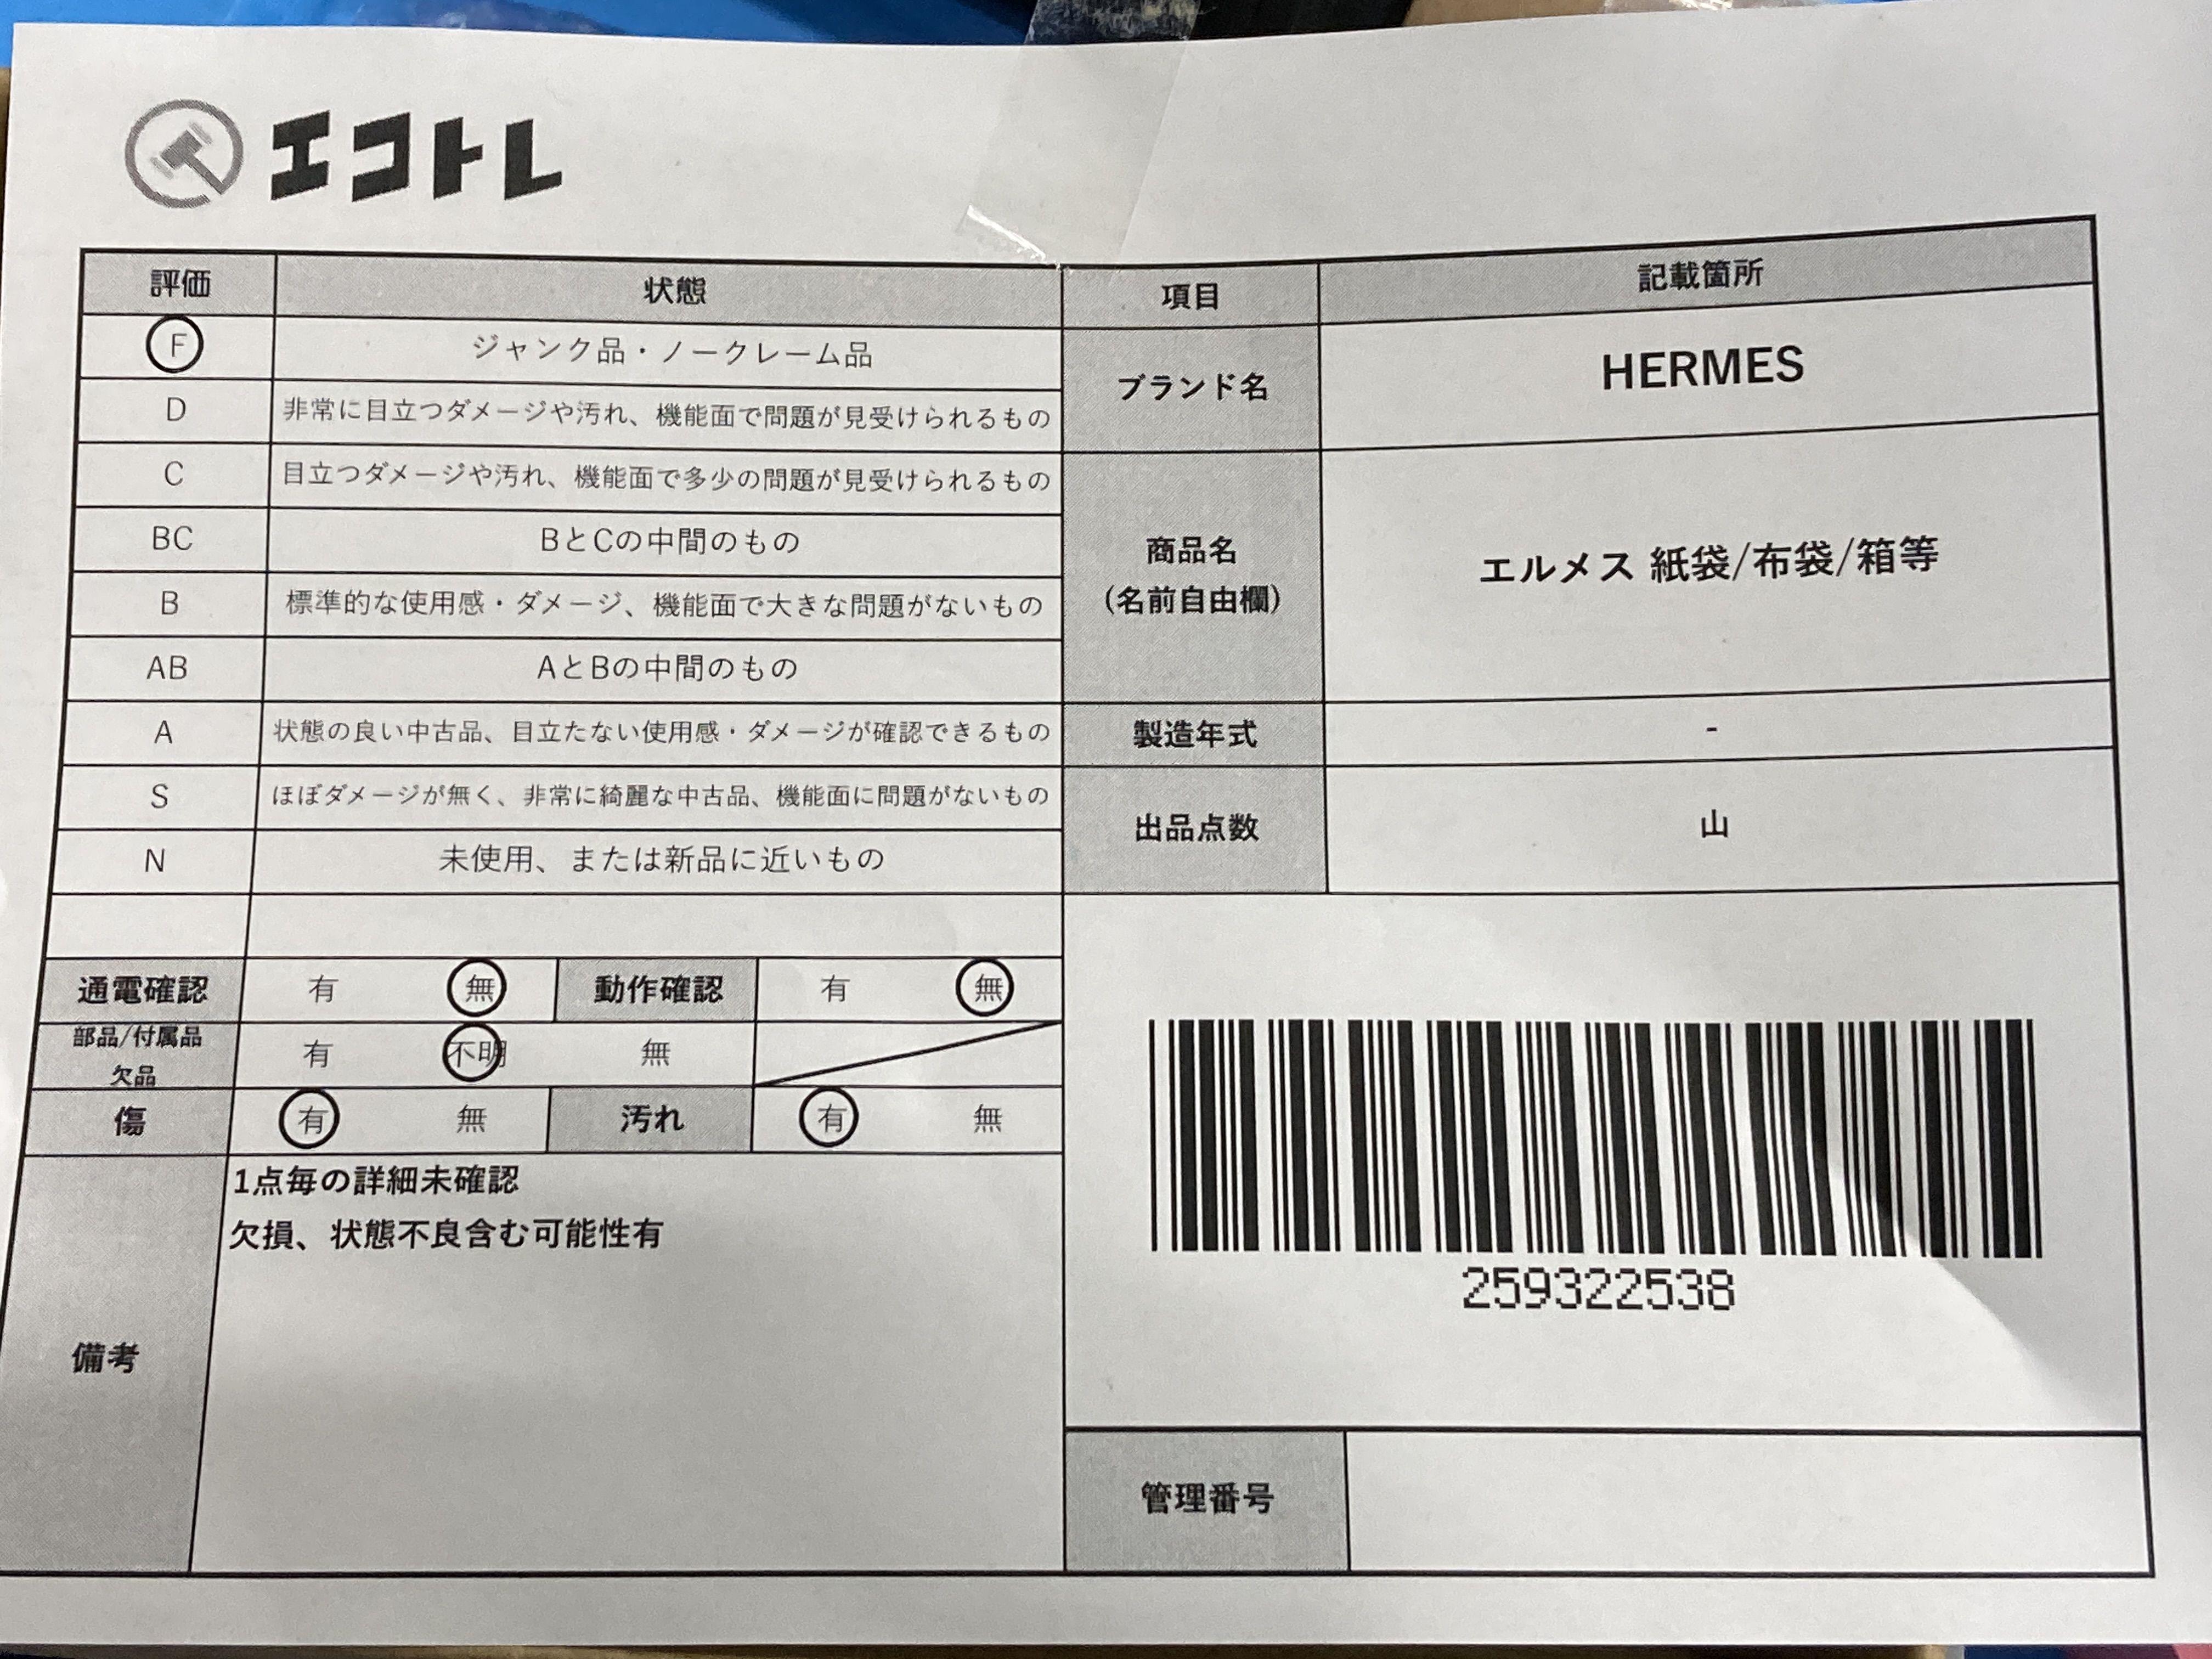 エコトレ
評価 状態 項目 記載箇所
F ジャンク品・ノークレーム品
D 非常に目立つダメージや汚れ、機能面で問題が見受けられるもの
C 目立つダメージや汚れ、機能面で多少の問題が見受けられるもの
BC BとCの中間のもの
B 標準的な使用感・ダメージ、機能面で大きな問題がないもの
AB AとBの中間のもの
A 状態の良い中古品、目立たない使用感・ダメージが確認できるもの
S ほぼダメージが無く、非常に綺麗な中古品、機能面に問題がないもの
N 未使用、または新品に近いもの
通電確認 有 無 動作確認 有 無
部品/付属品
欠品
有 不明 無
傷 有 無 汚れ 有 無
備考
1点毎の詳細未確認
欠損、状態不良含む可能性有
ブランド名 HERMES
商品名
(名前自由欄)
エルメス 紙袋/布袋/箱等
製造年式 -
出品点数 山
259322538
管理番号